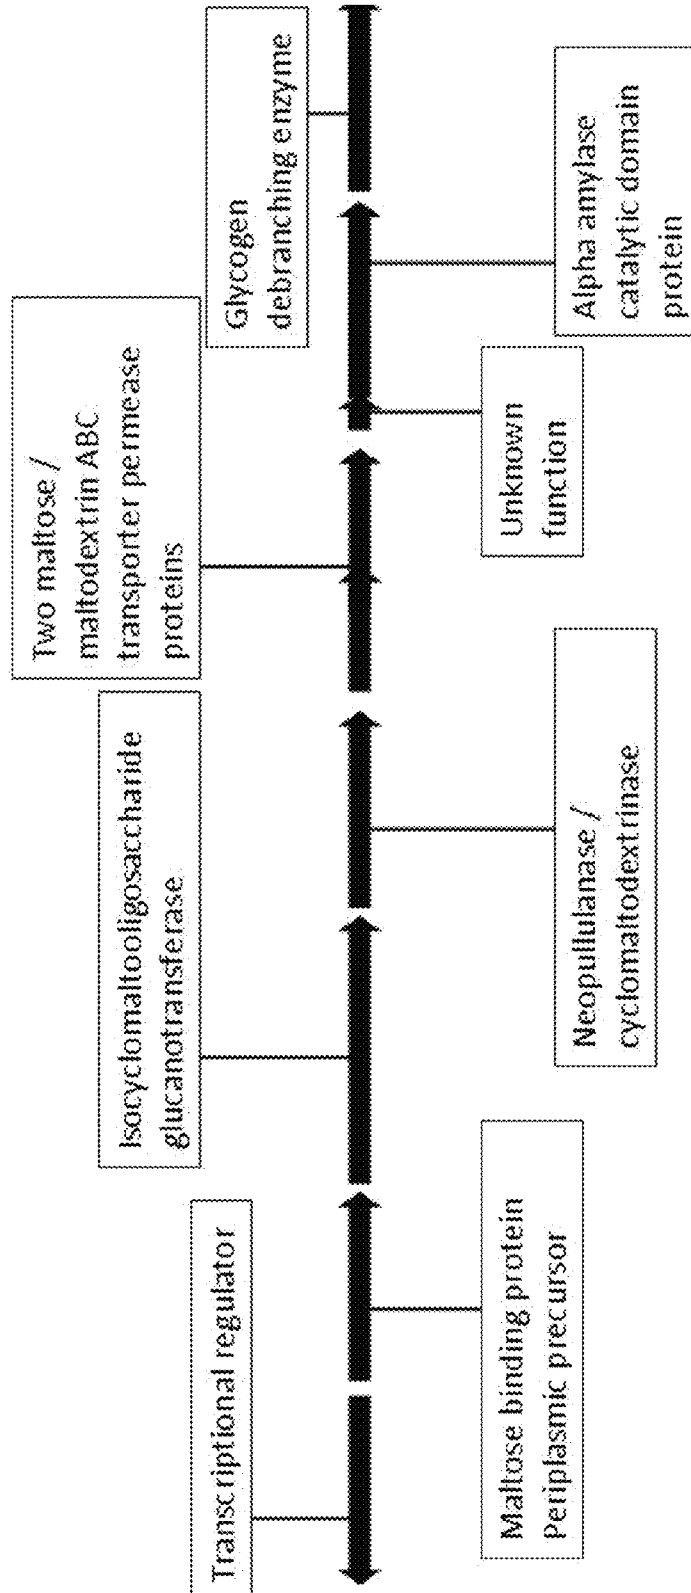 Transcriptional regulator
Maltose binding protein
Periplasmic precursor
Isocyclomaltooligosaccharide
glucanotransferase
Neopullulanase /
cyclomaltodextrinase
Two maltose /
maltodextrin ABC
transporter permease
proteins
Unknown
function
Alpha amylase
catalytic domain
protein
Glycogen
debranching enzyme